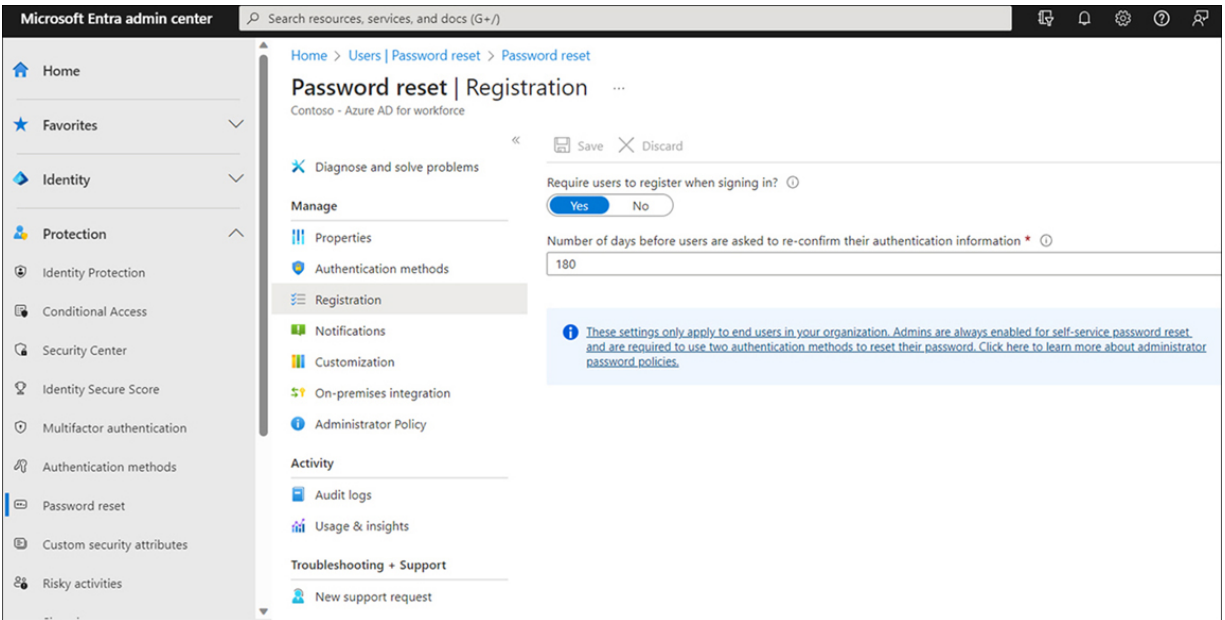 Microsoft Entra admin center
Search resources, services, and docs (G+/)
Home
Favorites
Identity
Protection
Identity Protection
Conditional Access
Security Center
Identity Secure Score
Multifactor authentication
Authentication methods
Password reset
Custom security attributes
Risky activities
Home > Users | Password reset > Password reset
Password reset | Registration ...
Contoso - Azure AD for workforce
«
Diagnose and solve problems
Manage
Properties
Authentication methods
Registration
Notifications
Customization
On-premises integration
Administrator Policy
Activity
Audit logs
Usage & insights
Troubleshooting + Support
New support request
Save Discard
Require users to register when signing in?
Yes No
Number of days before users are asked to re-confirm their authentication information *
180
These settings only apply to end users in your organization. Admins are always enabled for self-service password reset
and are required to use two authentication methods to reset their password. Click here to learn more about administrator
password policies.